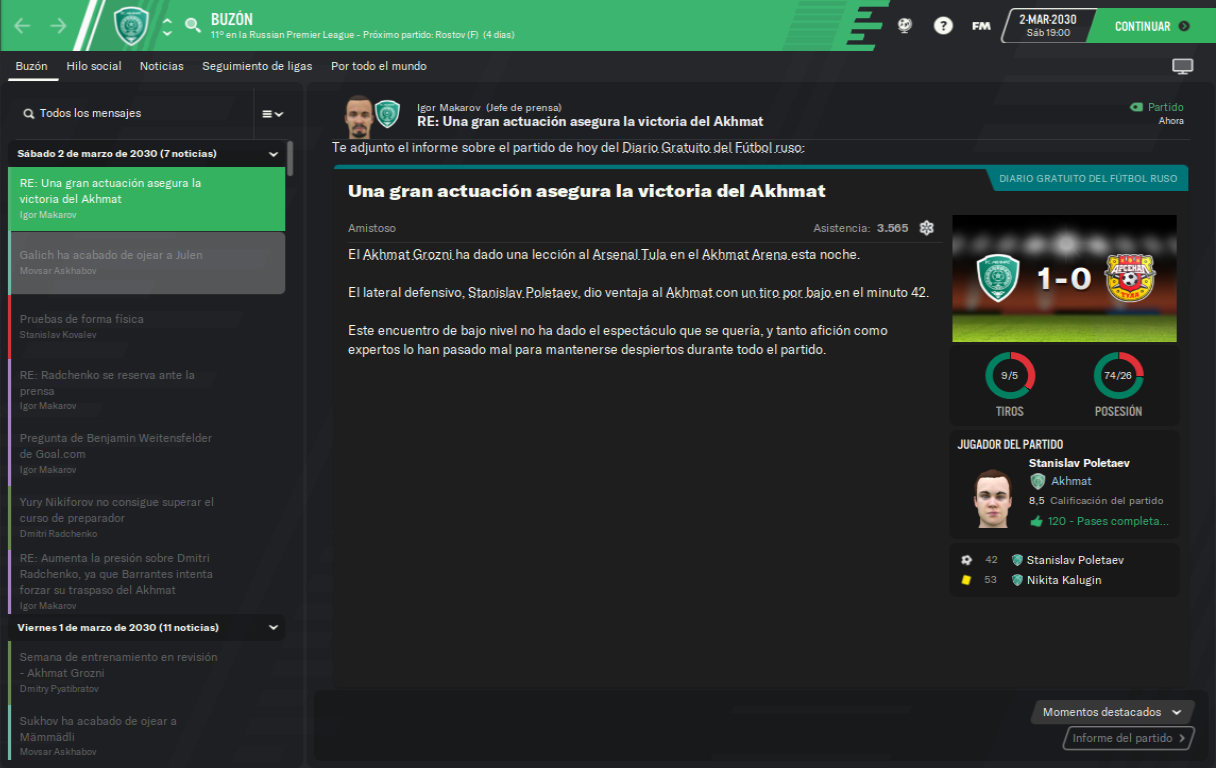 BUZÓN
11º en la Russian Premier League - Próximo partido: Rostov (F) (4 días)
?
FM
2-MAR-2030
Sáb 19:00
CONTINUAR
Buzón Hilo social Noticias Seguimiento de ligas Por todo el mundo
Todos los mensajes
Sábado 2 de marzo de 2030 (7 noticias)
RE: Una gran actuación asegura la
victoria del Akhmat
Igor Makarov
Galich ha acabado de ojear a Julen
Movsar Askhabov
Pruebas de forma física
Stanislav Kovalev
RE: Radchenko se reserva ante la
prensa
Igor Makarov
Pregunta de Benjamin Weitensfelder
de Goal.com
Igor Makarov
Yury Nikiforov no consigue superar el
curso de preparador
Dmitri Radchenko
RE: Aumenta la presión sobre Dmitri
Radchenko, ya que Barrantes intenta
forzar su traspaso del Akhmat
Igor Makarov
Viernes 1 de marzo de 2030 (11 noticias)
Semana de entrenamiento en revisión
- Akhmat Grozni
Dmitry Pyatibratov
Sukhov ha acabado de ojear a
Mämmädli
Movsar Askhabov
Igor Makarov (Jefe de prensa)
RE: Una gran actuación asegura la victoria del Akhmat
Partido
Ahora
Te adjunto el informe sobre el partido de hoy del Diario Gratuito del Fútbol ruso:
DIARIO GRATUITO DEL FÚTBOL RUSO
Una gran actuación asegura la victoria del Akhmat
Amistoso
Asistencia: 3.565
El Akhmat Grozni ha dado una lección al Arsenal Tula en el Akhmat Arena esta noche.
El lateral defensivo, Stanislav Poletaev, dio ventaja al Akhmat con un tiro por bajo en el minuto 42.
Este encuentro de bajo nivel no ha dado el espectáculo que se quería, y tanto afición como
expertos lo han pasado mal para mantenerse despiertos durante todo el partido.
1-0
АРСЕНАЛ
ТУЛА
9/5
74/26
TIROS
POSESIÓN
JUGADOR DEL PARTIDO
Stanislav Poletaev
Akhmat
8,5 Calificación del partido
120 - Pases completa...
42 Stanislav Poletaev
53 Nikita Kalugin
Momentos destacados
Informe del partido